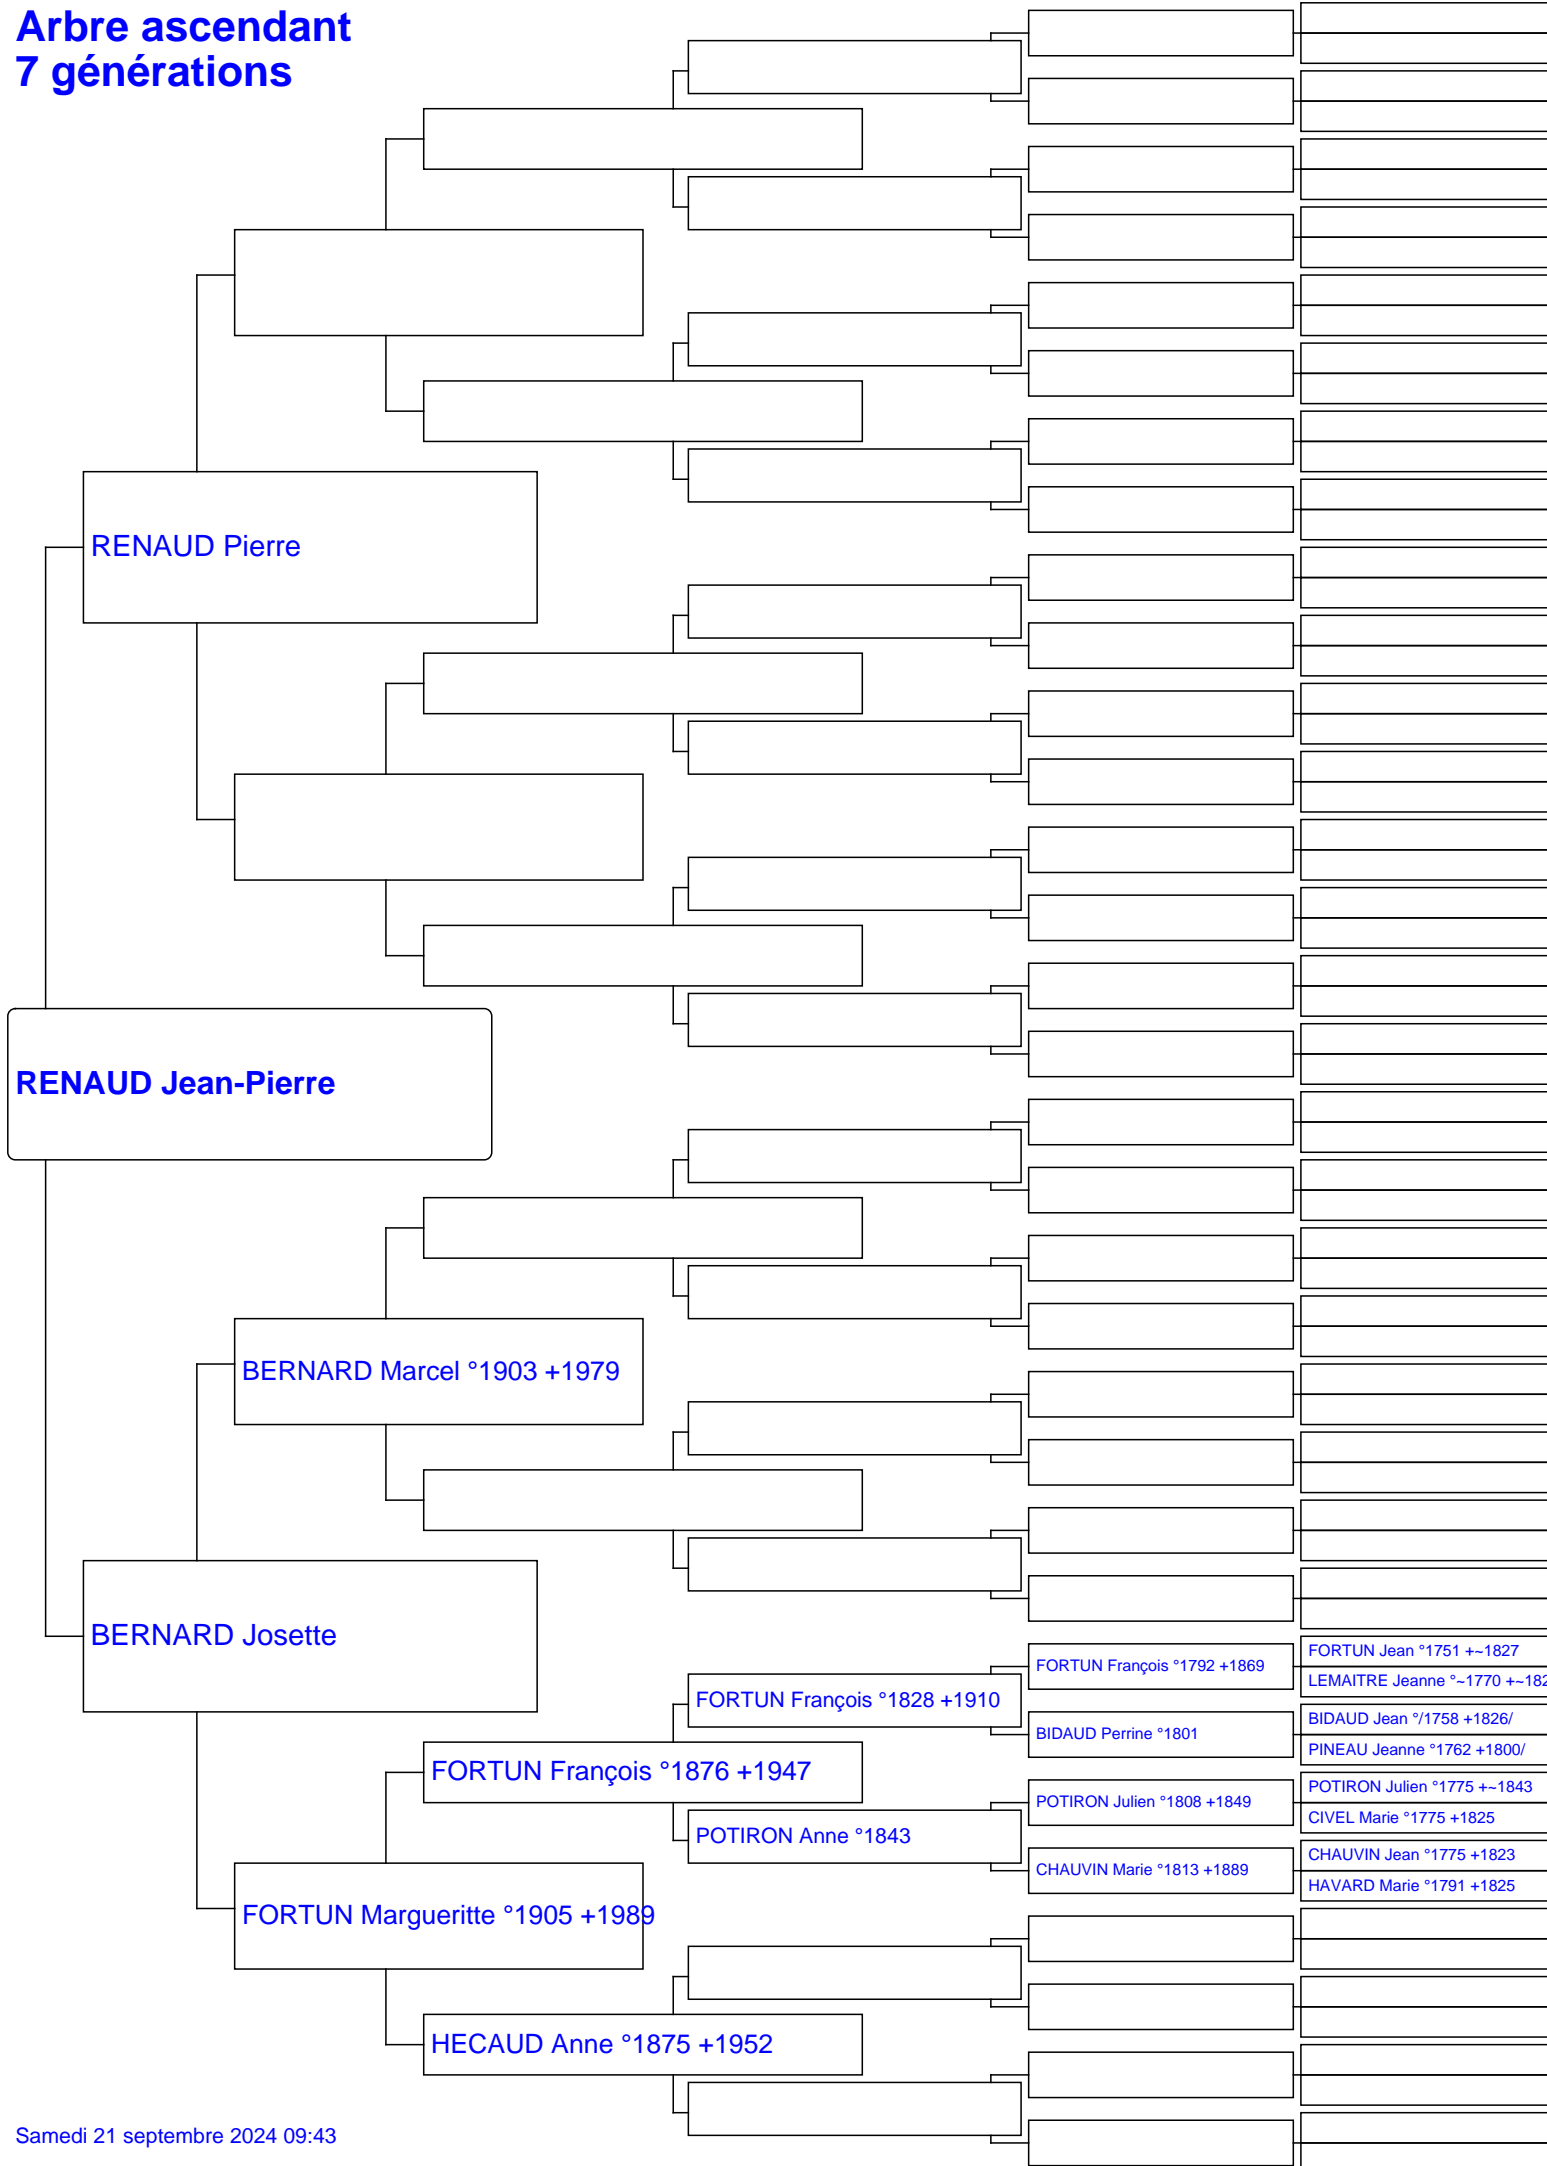 Arbre ascendant
7 générations
RENAUD Pierre
RENAUD Jean-Pierre
BERNARD Marcel °1903 +1979
BERNARD Josette
FORTUN François °1792 +1869
FORTUN Jean °1751 +~1827
LEMAITRE Jeanne °~1770 +~182
FORTUN François °1828 +1910
BIDAUD Perrine °1801
BIDAUD Jean °/1758 +1826/
PINEAU Jeanne °1762 +1800/
FORTUN François °1876 +1947
POTIRON Julien °1808 +1849
POTIRON Julien °1775 +~1843
CIVEL Marie °1775 +1825
POTIRON Anne °1843
CHAUVIN Marie °1813 +1889
CHAUVIN Jean °1775 +1823
HAVARD Marie °1791 +1825
FORTUN Margueritte °1905 +1989
HECAUD Anne °1875 +1952
Samedi 21 septembre 2024 09:43